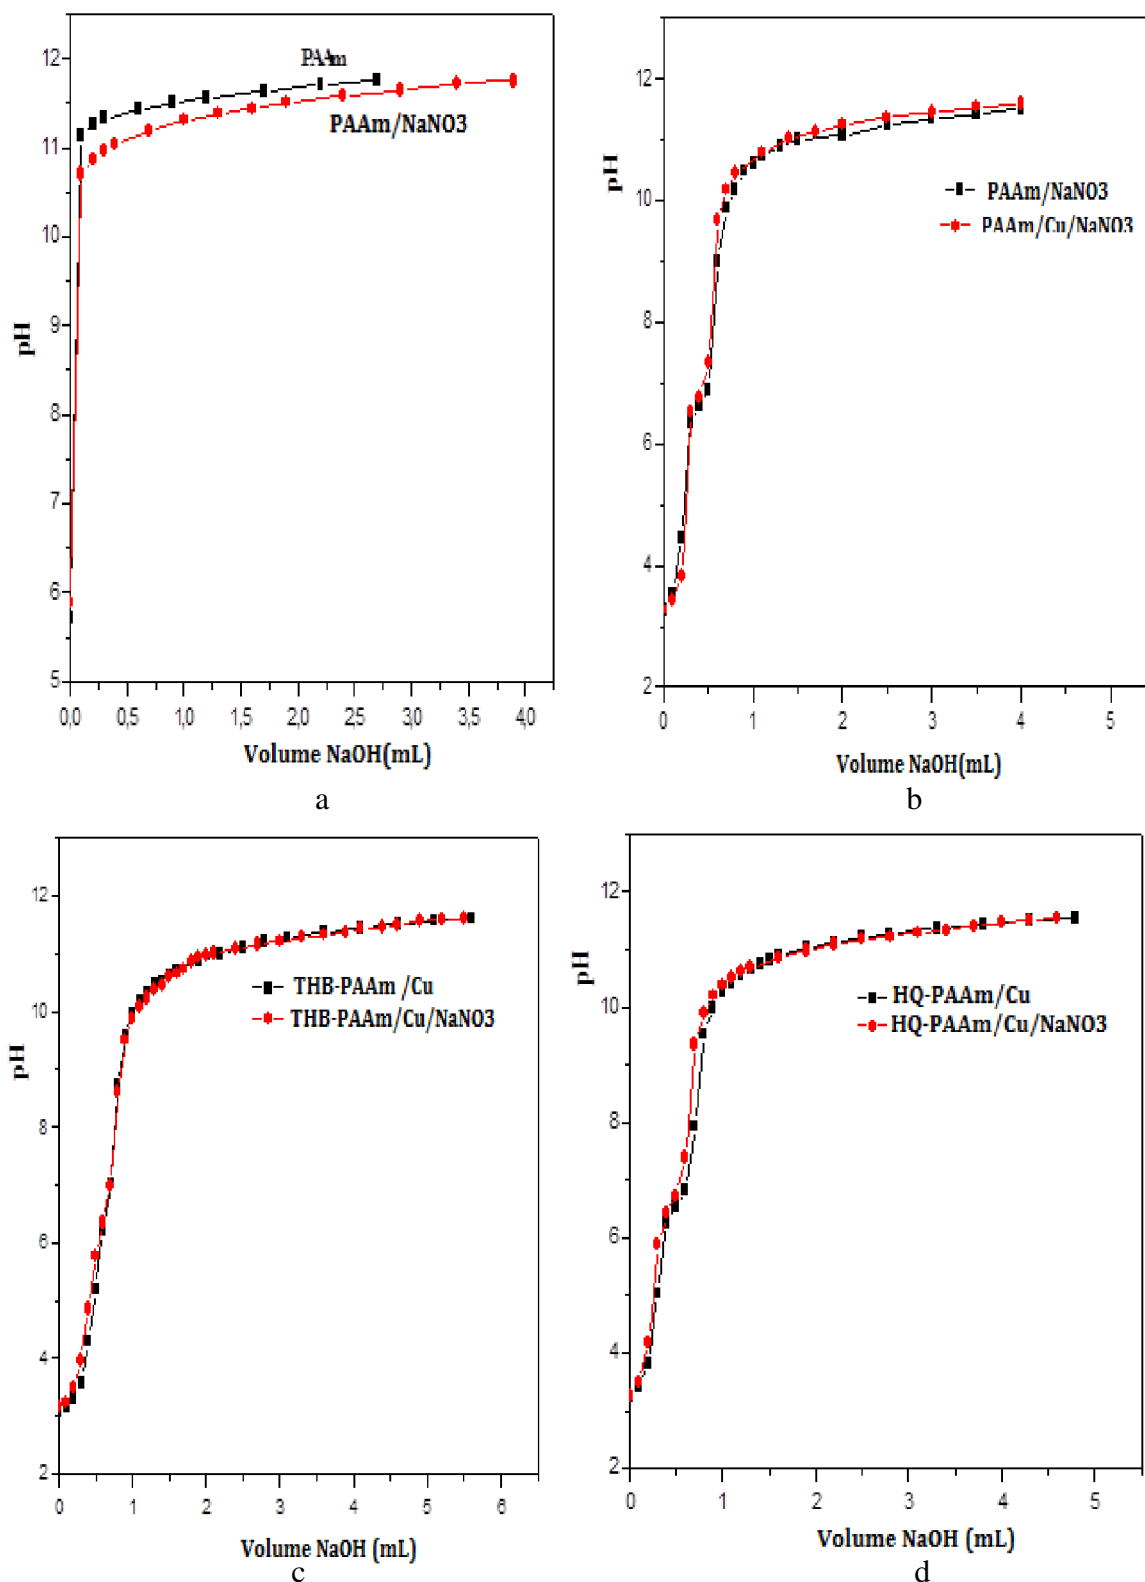 12
11
10
9
8
7
6
5
pH
PAAm
PAAm/NaNO3
0,0 0,5 1,0 1,5 2,0 2,5 3,0 3,5 4,0
Volume NaOH(mL)
a
12
10
8
6
4
2
pH
PAAm/NaNO3
PAAm/Cu/NaNO3
0 1 2 3 4 5
Volume NaOH(mL)
b
12
10
8
6
4
2
pH
THB-PAAm /Cu
THB-PAAm/Cu/NaNO3
0 1 2 3 4 5 6
Volume NaOH (mL)
c
12
10
8
6
4
2
pH
HQ-PAAm/Cu
HQ-PAAm/Cu/NaNO3
0 1 2 3 4 5
Volume NaOH (mL)
d